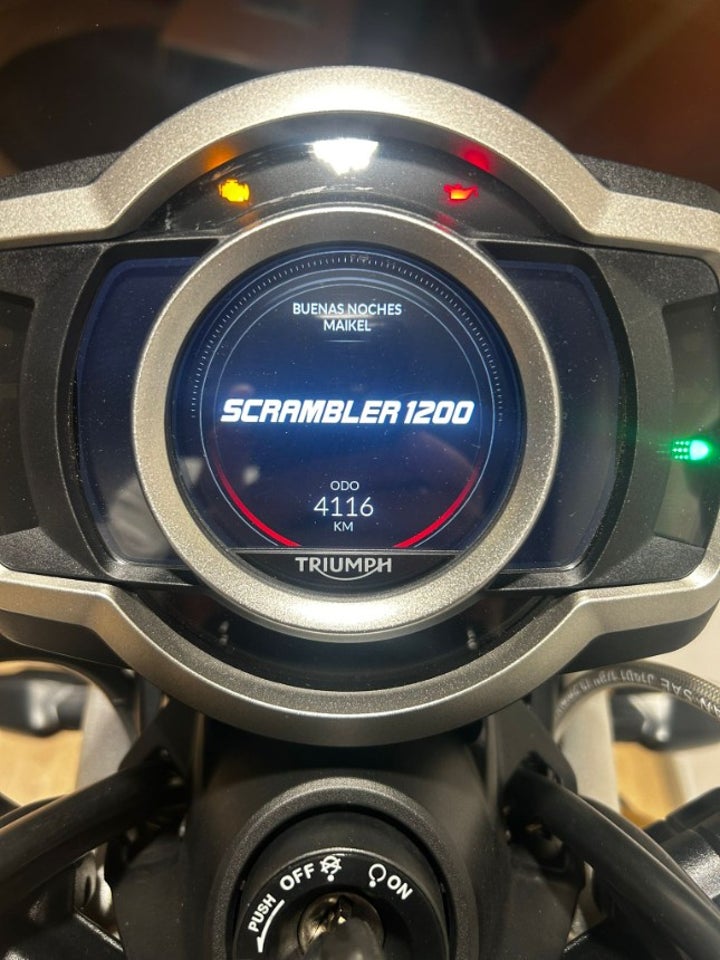 BUENAS NOCHES
MAIKEL
SCRAMBLER 1200
ODO
4116
KM
TRIUMPH
PUSH OFF ON